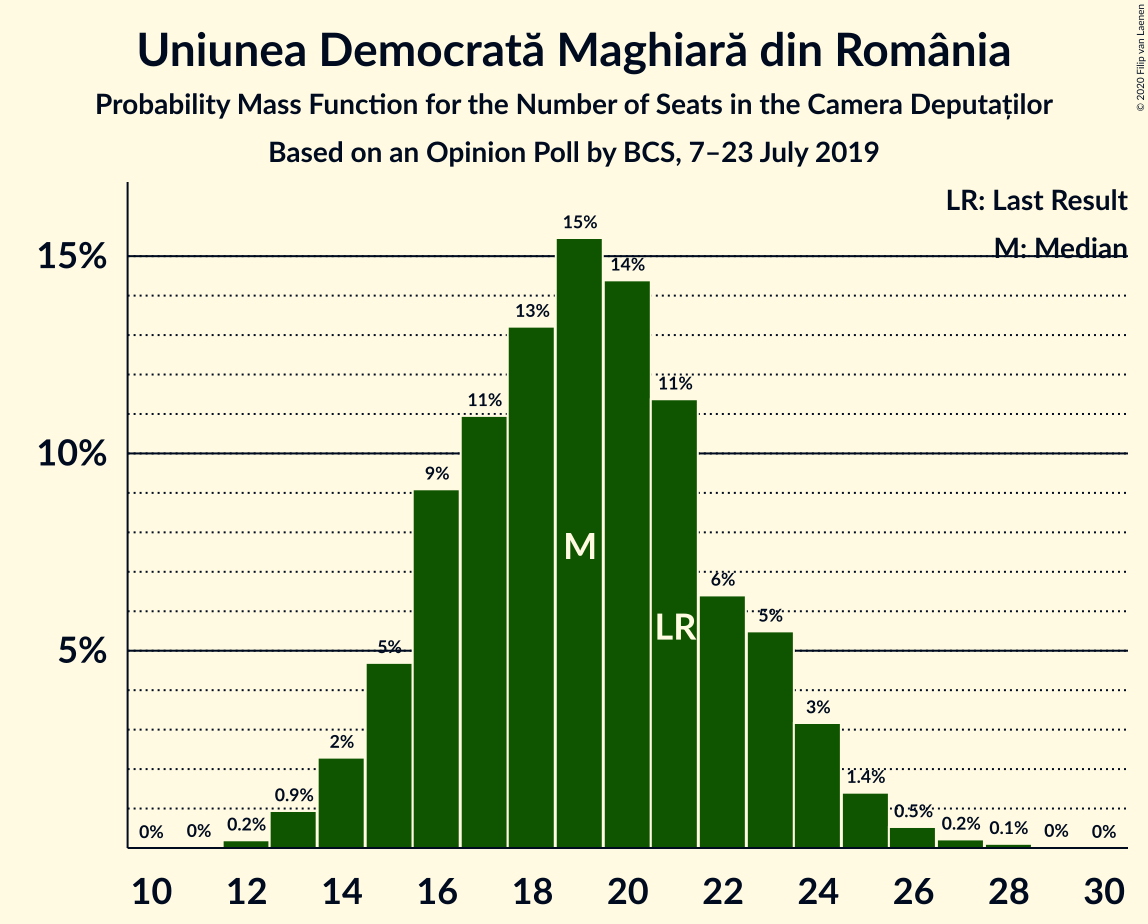 Uniunea Democrată Maghiară din România
Probability Mass Function for the Number of Seats in the Camera Deputaților
Based on an Opinion Poll by BCS, 7–23 July 2019
© 2020 Filip van Laenen
LR: Last Result
M: Median
15%
10%
5%
0%
0%
0.2%
0.9%
2%
5%
9%
11%
13%
15%
14%
11%
6%
5%
3%
1.4%
0.5%
0.2%
0.1%
0%
0%
M
LR
10 12 14 16 18 20 22 24 26 28 30